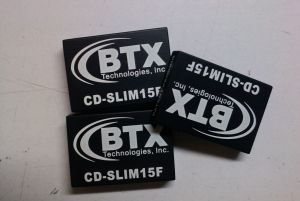 BTX
Technologies, Inc.
CD-SLIM15F
BTX
Technologies, Inc.
CD-SLIM15F
BTX
Technologies, Inc.
CD-SLIM15F